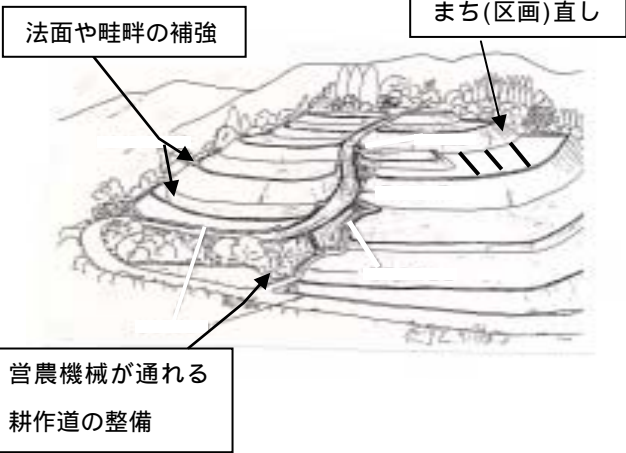 法面や畦畔の補強
まち(区画)直し
営農機械が通れる
耕作道の整備